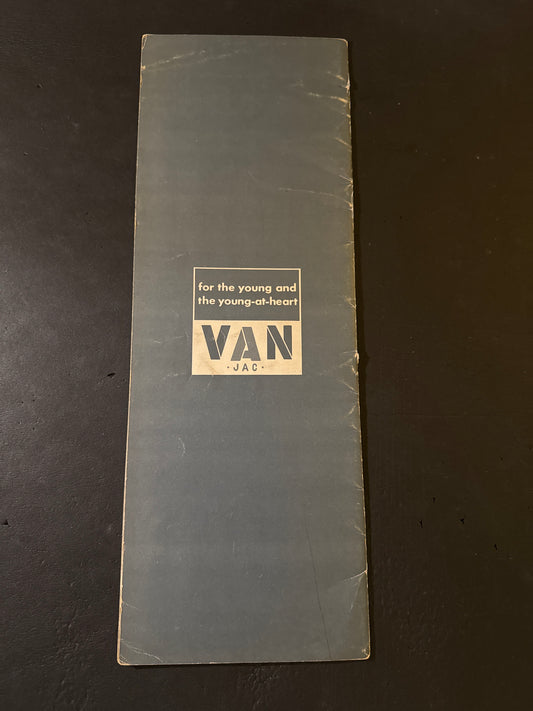 for the young and
the young-at-heart
VAN
·JAC·